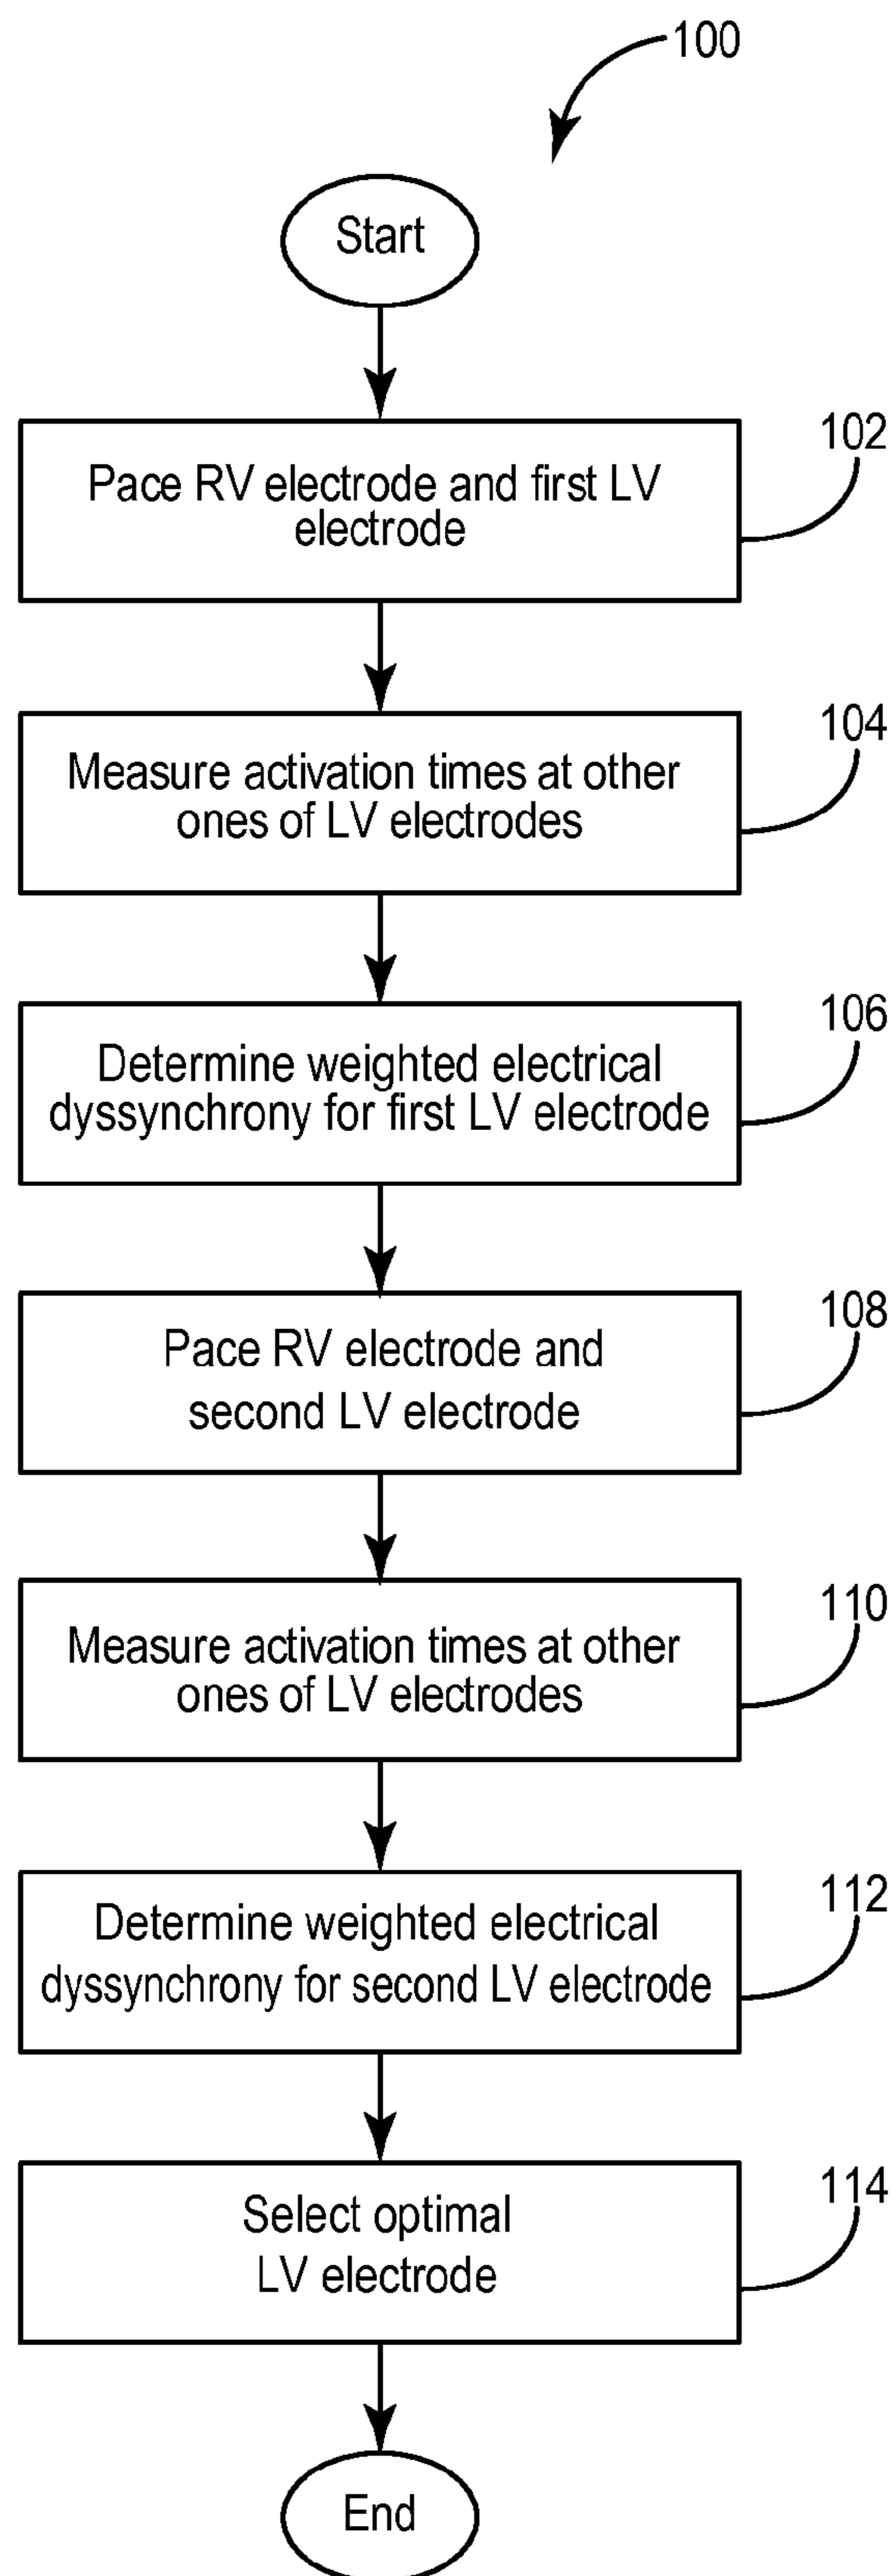 100
Start
102
Pace RV electrode and first LV
electrode
104
Measure activation times at other
ones of LV electrodes
106
Determine weighted electrical
dyssynchrony for first LV electrode
108
Pace RV electrode and
second LV electrode
110
Measure activation times at other
ones of LV electrodes
112
Determine weighted electrical
dyssynchrony for second LV electrode
114
Select optimal
LV electrode
End